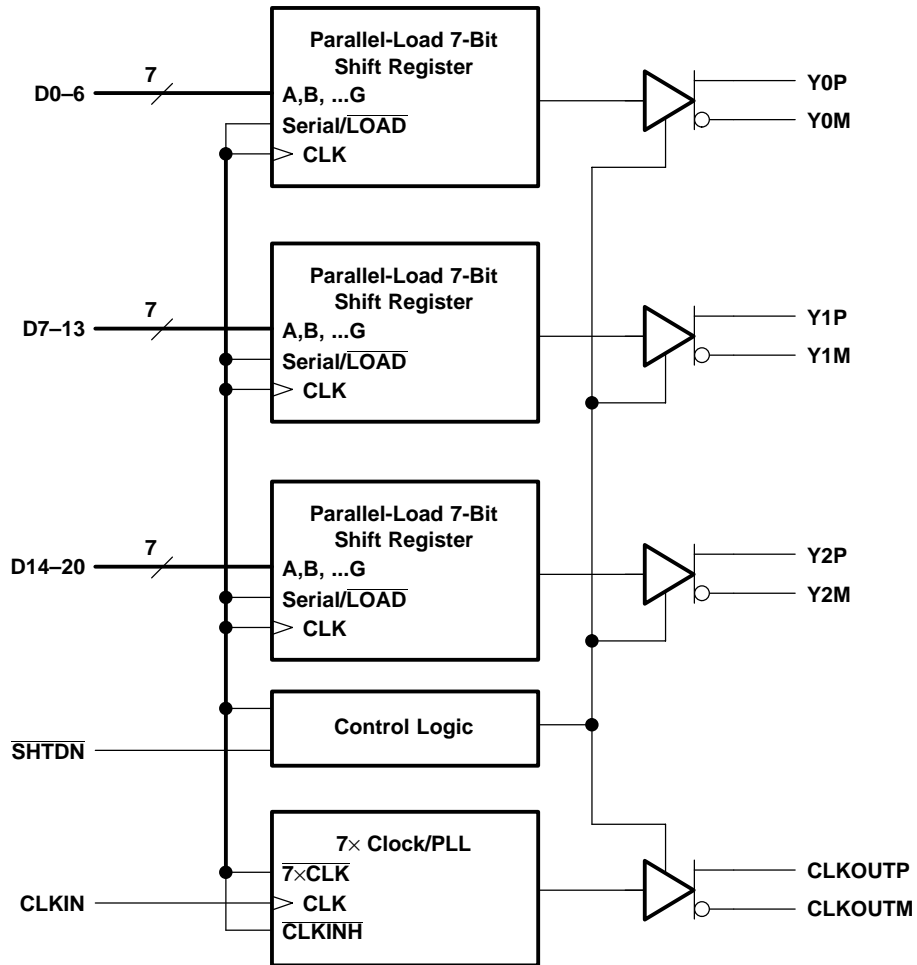 Parallel-Load 7-Bit
Shift Register
7
D0–6
A,B, ...G
Serial/LOAD
CLK
Y0P
Y0M
Parallel-Load 7-Bit
Shift Register
7
D7–13
A,B, ...G
Serial/LOAD
CLK
Y1P
Y1M
Parallel-Load 7-Bit
Shift Register
7
D14–20
A,B, ...G
Serial/LOAD
CLK
Y2P
Y2M
Control Logic
SHTDN
7× Clock/PLL
7×CLK
CLKIN
CLK
CLKINH
CLKOUTP
CLKOUTM